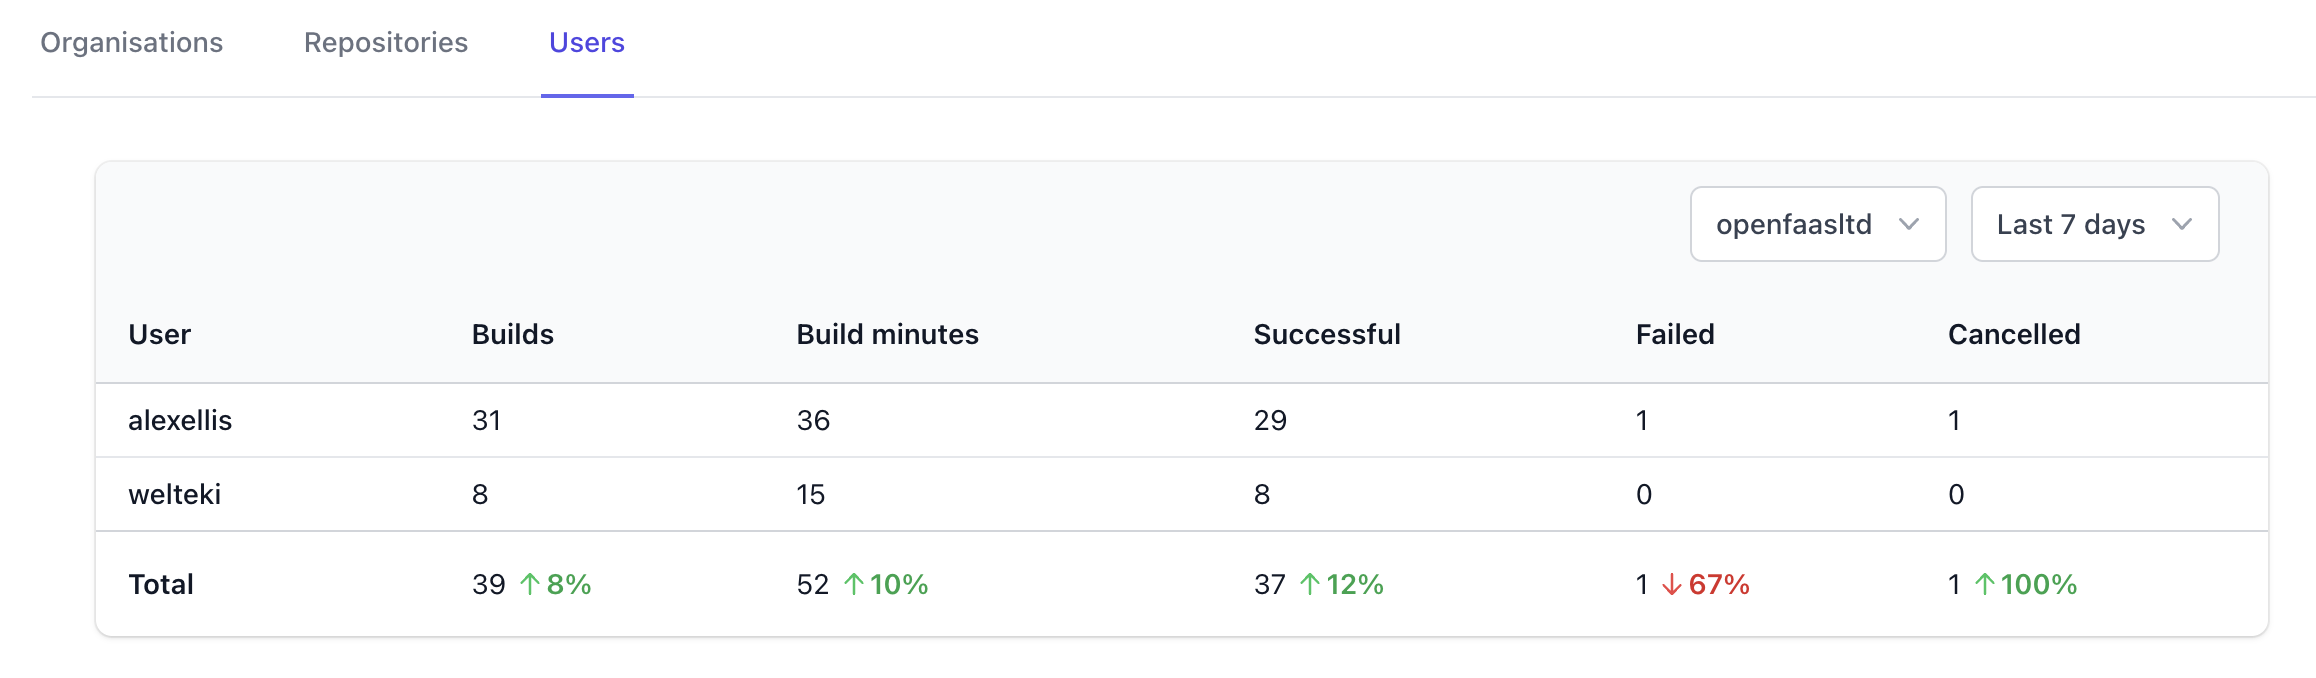 Organisations Repositories Users
openfaasltd Last 7 days
User Builds Build minutes Successful Failed Cancelled
alexellis 31 36 29 1 1
welteki 8 15 8 0 0
Total 39 ↑8% 52 ↑10% 37 ↑12% 1 ↓67% 1 ↑100%